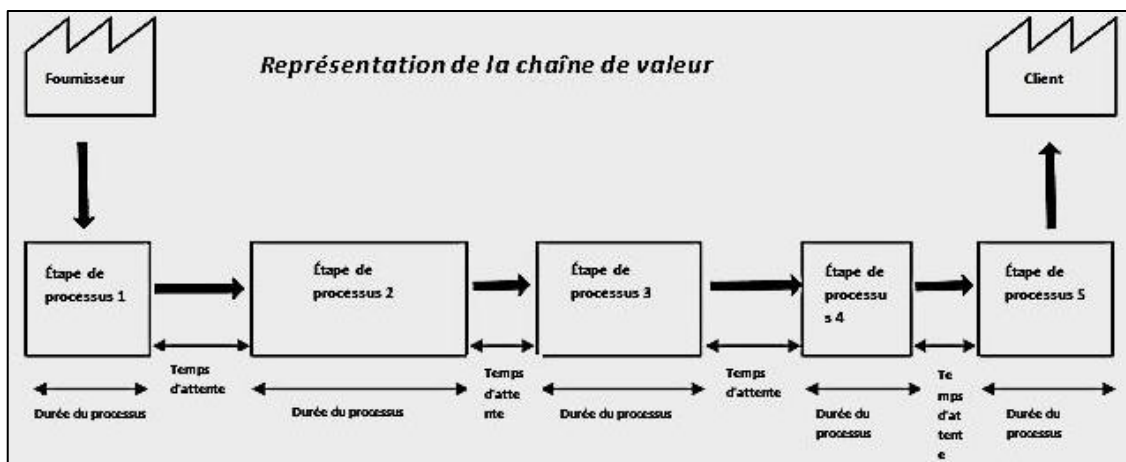 Représentation de la chaîne de valeur
Fournisseur
Client
Étape de
processus 1
Étape de
processus 2
Étape de
processus 3
Étape de
processu
s 4
Étape de
processus 5
Temps
d'attente
Temps
d'atte
nte
Temps
d'attente
Te
mps
d'at
tent
e
Durée du processus
Durée du processus
Durée du processus
Durée du
processus
Durée du
processus